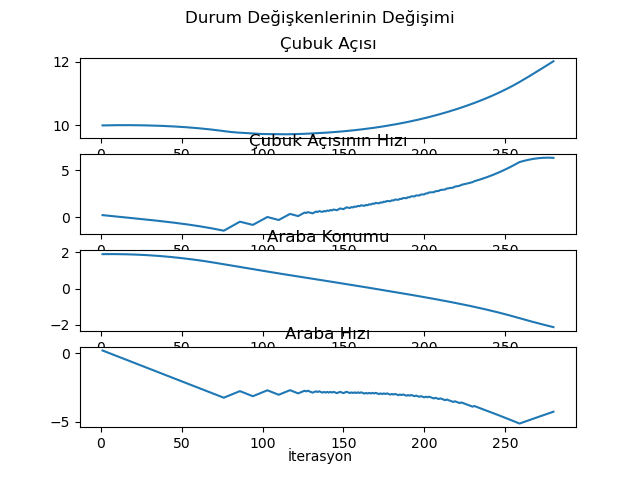 Durum Değişkenlerinin Değişimi
Çubuk Açısı
12
10
0 50 100 150 200 250
Çubuk Açısının Hızı
5
0
0 50 100 150 200 250
Araba Konumu
2
0
−2
0 50 100 150 200 250
Araba Hızı
0
−5
0 50 100 150 200 250
İterasyon